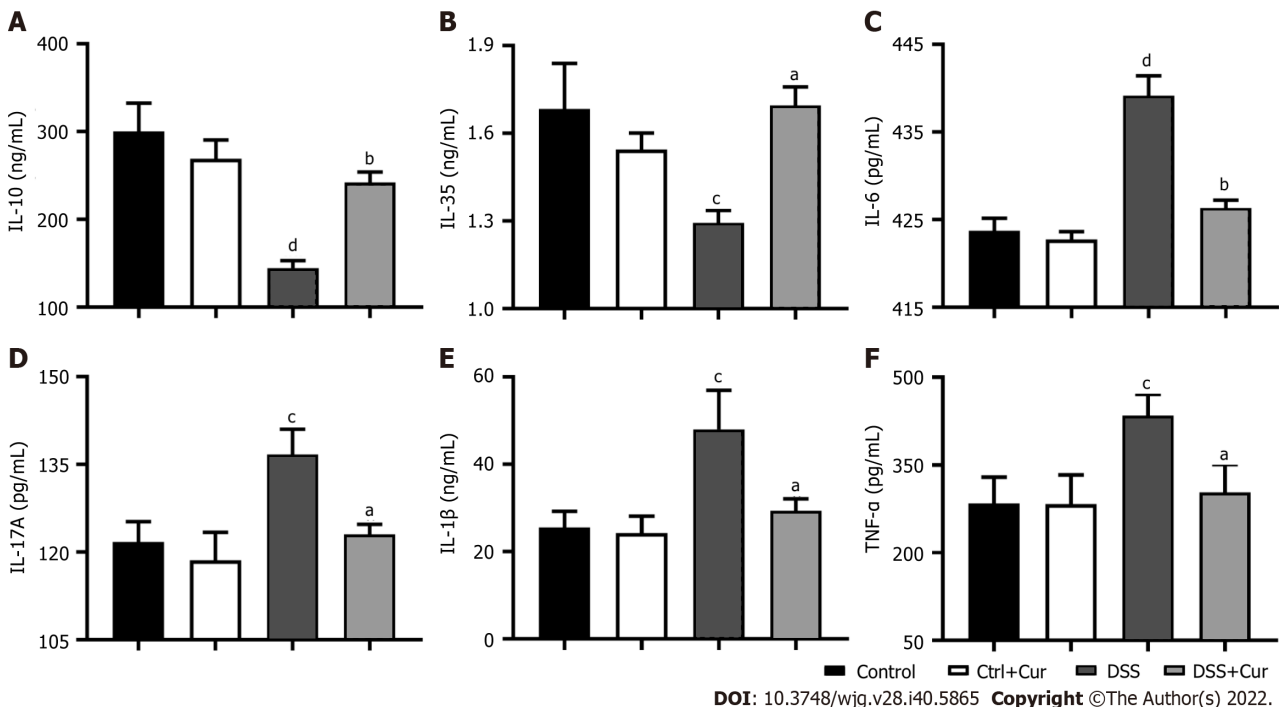 A
400
300
200
100
IL-10 (ng/mL)
d
b
B
1.9
1.6
1.3
1.0
IL-35 (ng/mL)
c
a
C
445
435
425
415
IL-6 (pg/mL)
d
b
D
150
135
120
105
IL-17A (pg/mL)
c
a
E
60
40
20
0
IL-1β (ng/mL)
c
a
F
500
350
200
50
TNF-α (pg/mL)
c
a
Control Ctrl+Cur DSS DSS+Cur
DOI: 10.3748/wjg.v28.i40.5865 Copyright ©The Author(s) 2022.